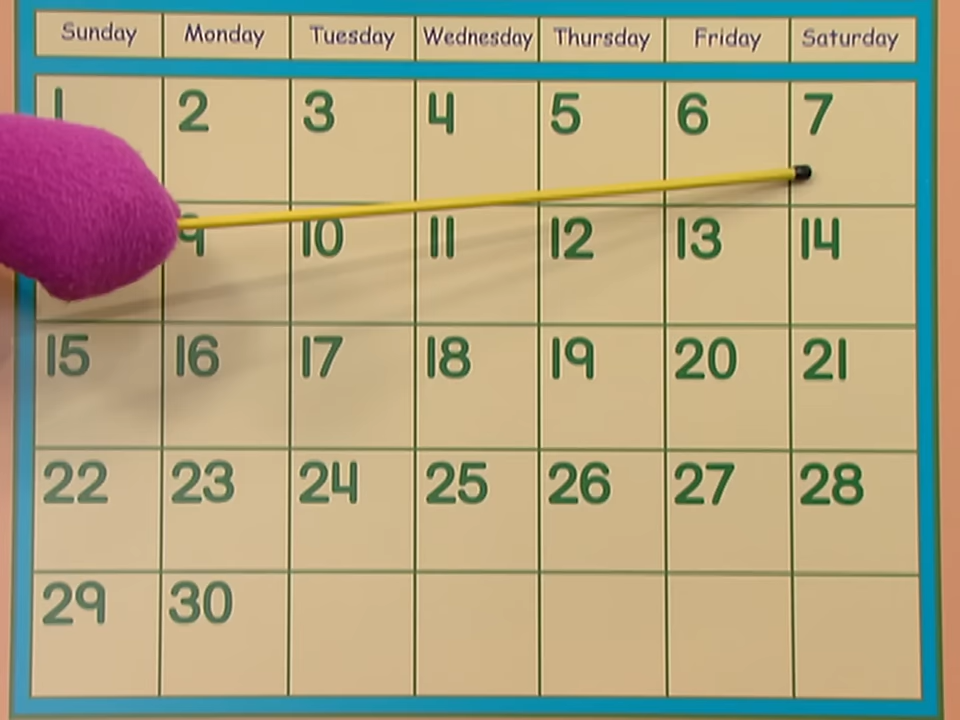 Sunday Monday Tuesday Wednesday Thursday Friday Saturday
1 2 3 4 5 6 7
9 10 11 12 13 14
15 16 17 18 19 20 21
22 23 24 25 26 27 28
29 30